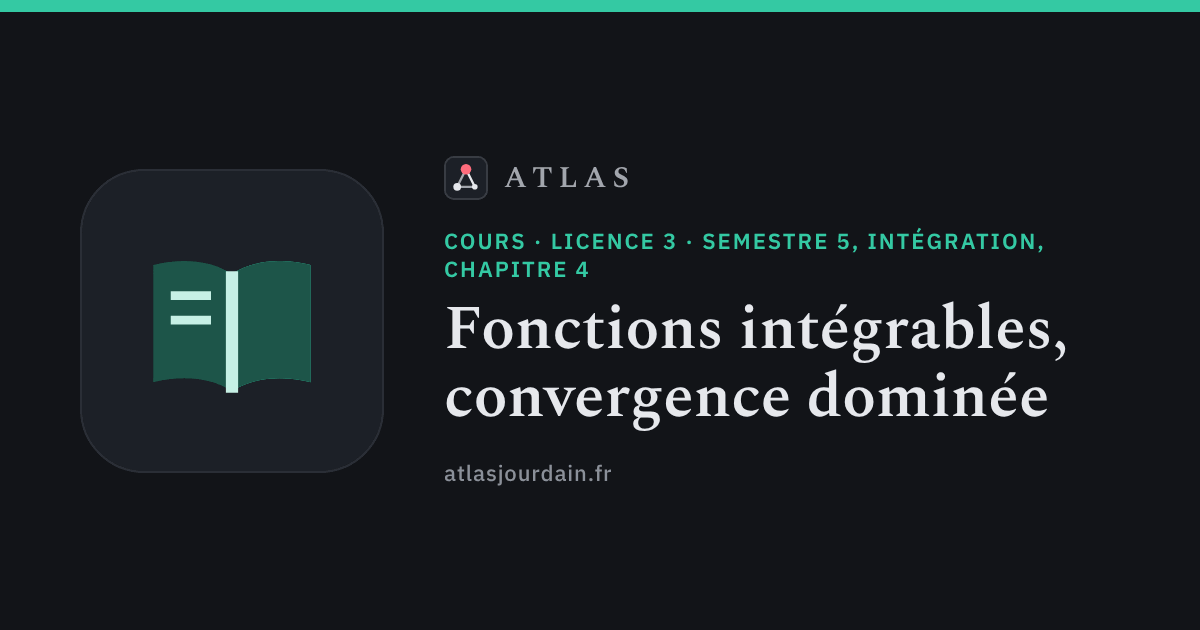 ATLAS
COURS · LICENCE 3 · SEMESTRE 5, INTÉGRATION,
CHAPITRE 4
Fonctions intégrables,
convergence dominée
atlasjourdain.fr